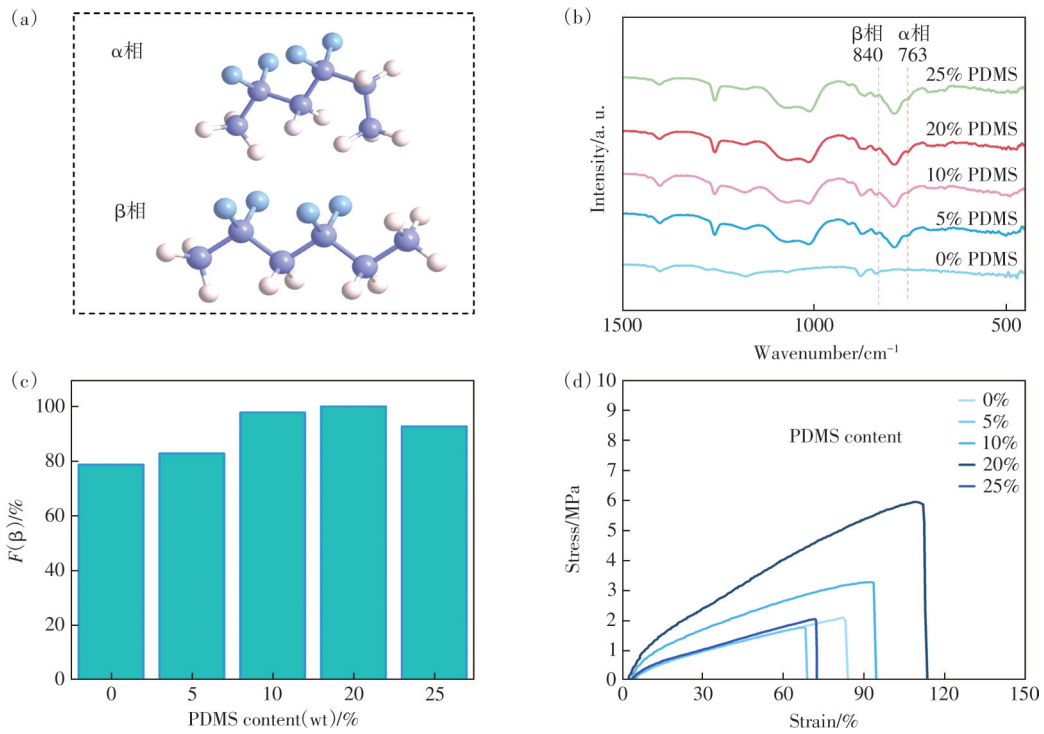 (a)
α相
β相
(b)
β相 α相
840 763
25% PDMS
20% PDMS
10% PDMS
5% PDMS
0% PDMS
Intensity/a. u.
1500 1000 500
Wavenumber/cm⁻¹
(c)
100
80
60
40
20
0
F(β)/%
0 5 10 20 25
PDMS content(wt)/%
(d)
10
9
8
7
6
5
4
3
2
1
0
Stress/MPa
PDMS content
0%
5%
10%
20%
25%
0 30 60 90 120 150
Strain/%